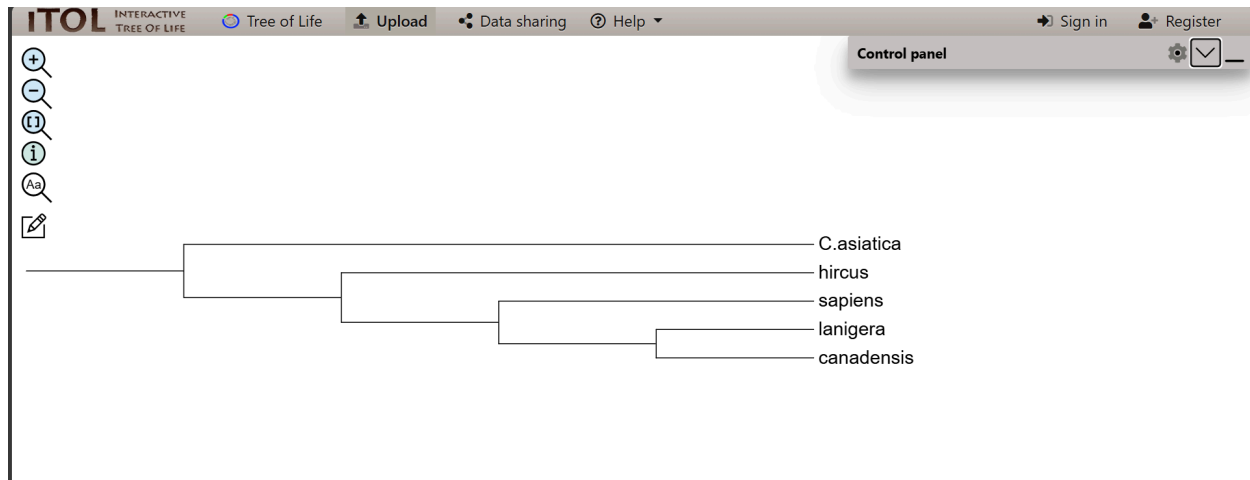 iTOL INTERACTIVE TREE OF LIFE Tree of Life Upload Data sharing Help Sign in Register
Control panel
Aa
C.asiatica
hircus
sapiens
lanigera
canadensis